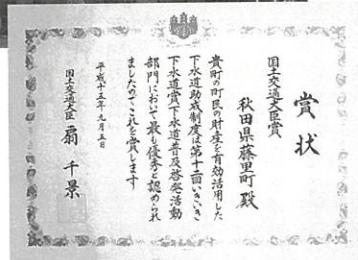 賞状
国土交通大臣賞
秋田県藤里町殿
貴町の町民の財産を有効活用した
下水道助成制度は第十二回いきいき
下水道賞下水道普及啓発活動
部門において最も優秀と認められ
ましたのでこれを賞します
平成十五年九月五日
国土交通大臣 扇 千景